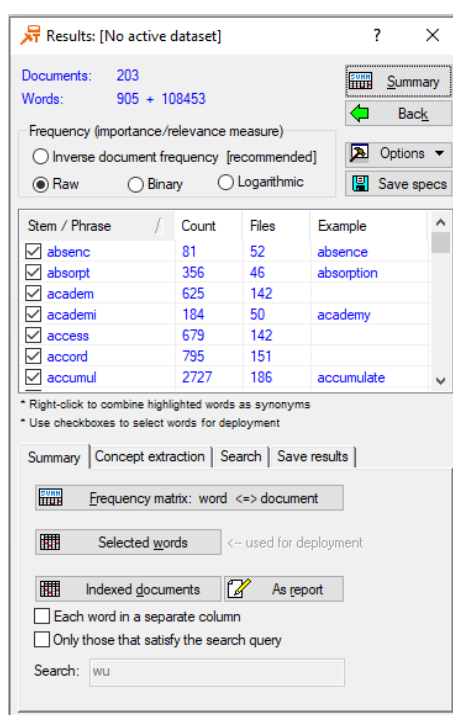 Results: [No active dataset] ? ×
Documents: 203
Summary
Words: 905 + 108453
Back
Frequency (importance/relevance measure)
Inverse document frequency [recommended]
Options
Raw Binary Logarithmic
Save specs
Stem / Phrase / Count Files Example
absenc 81 52 absence
absorpt 356 46 absorption
academ 625 142
academi 184 50 academy
access 679 142
accord 795 151
accumul 2727 186 accumulate
* Right-click to combine highlighted words as synonyms
* Use checkboxes to select words for deployment
Summary Concept extraction Search Save results
SUMM Frequency matrix: word <=> document
Selected words <-- used for deployment
Indexed documents As report
Each word in a separate column
Only those that satisfy the search query
Search: wu